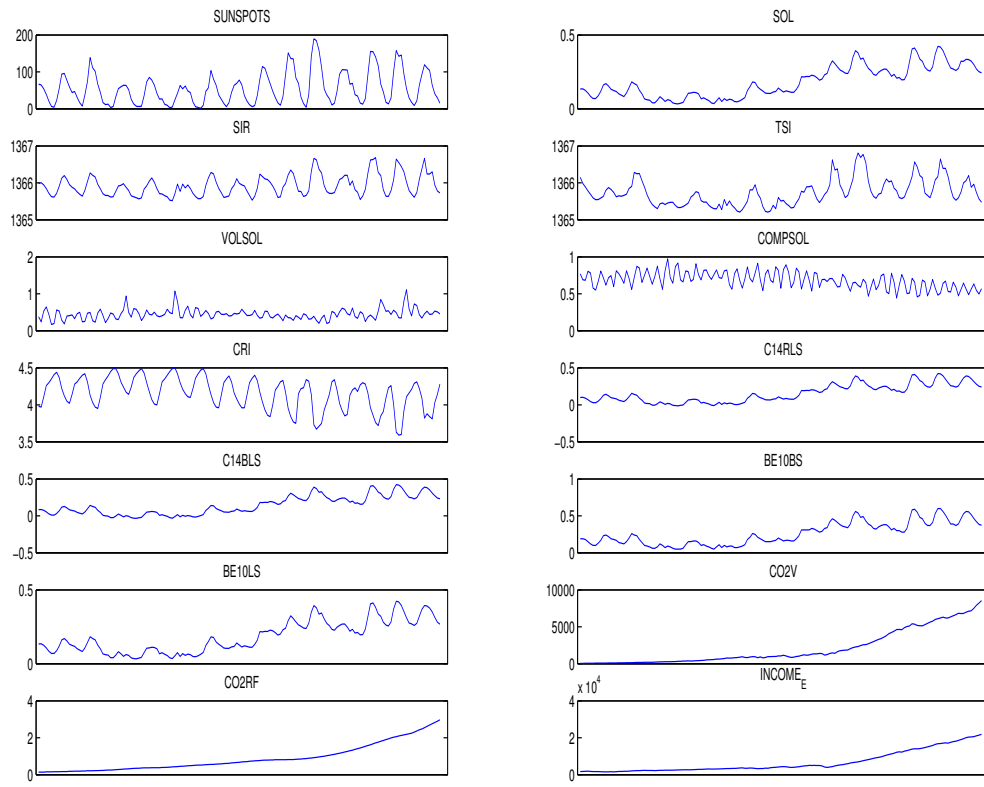 SUNSPOTS
200
100
0
SOL
0.5
0
SIR
1367
1366
1365
TSI
1367
1366
1365
VOLSOL
2
1
0
COMPSOL
1
0.5
0
CRI
4.5
4
3.5
C14RLS
0.5
0
−0.5
C14BLS
0.5
0
−0.5
BE10BS
1
0.5
0
BE10LS
0.5
0
CO2V
10000
5000
0
CO2RF
4
2
0
INCOME_E
x 10^4
4
2
0